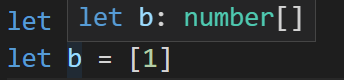 let b: number[]
let
let b = [1]